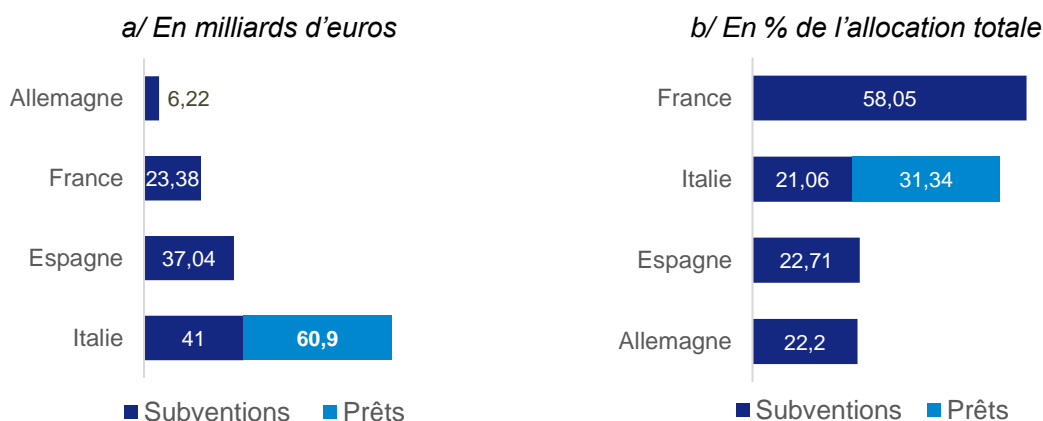 a/ En milliards d’euros
Allemagne 6,22
France 23,38
Espagne 37,04
Italie 41 60,9
Subventions Prêts
b/ En % de l’allocation totale
France 58,05
Italie 21,06 31,34
Espagne 22,71
Allemagne 22,2
Subventions Prêts